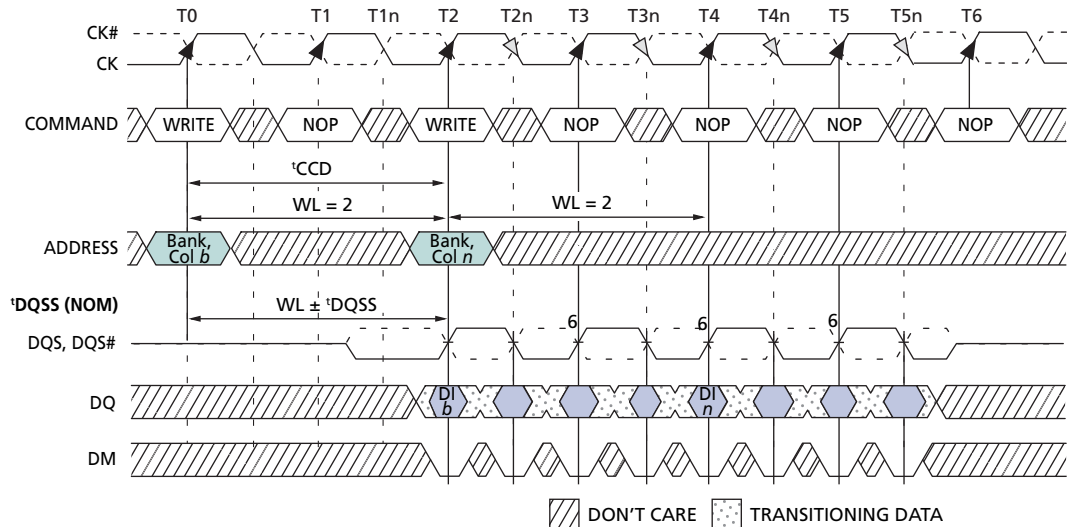 T0 T1 T1n T2 T2n T3 T3n T4 T4n T5 T5n T6
CK#
CK
COMMAND WRITE NOP WRITE NOP NOP NOP NOP
tCCD
WL = 2 WL = 2
ADDRESS Bank, Col b Bank, Col n
tDQSS (NOM) WL ± tDQSS
6 6 6
DQS, DQS#
DQ DI b DI n
DM
DON'T CARE TRANSITIONING DATA